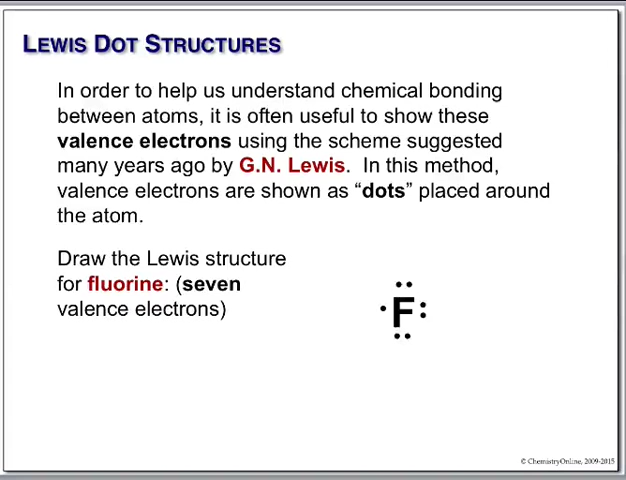 LEWIS DOT STRUCTURES
In order to help us understand chemical bonding
between atoms, it is often useful to show these
valence electrons using the scheme suggested
many years ago by G.N. Lewis.  In this method,
valence electrons are shown as “dots” placed around
the atom.
Draw the Lewis structure
for fluorine: (seven
valence electrons)
F
© ChemistryOnline, 2009-2015